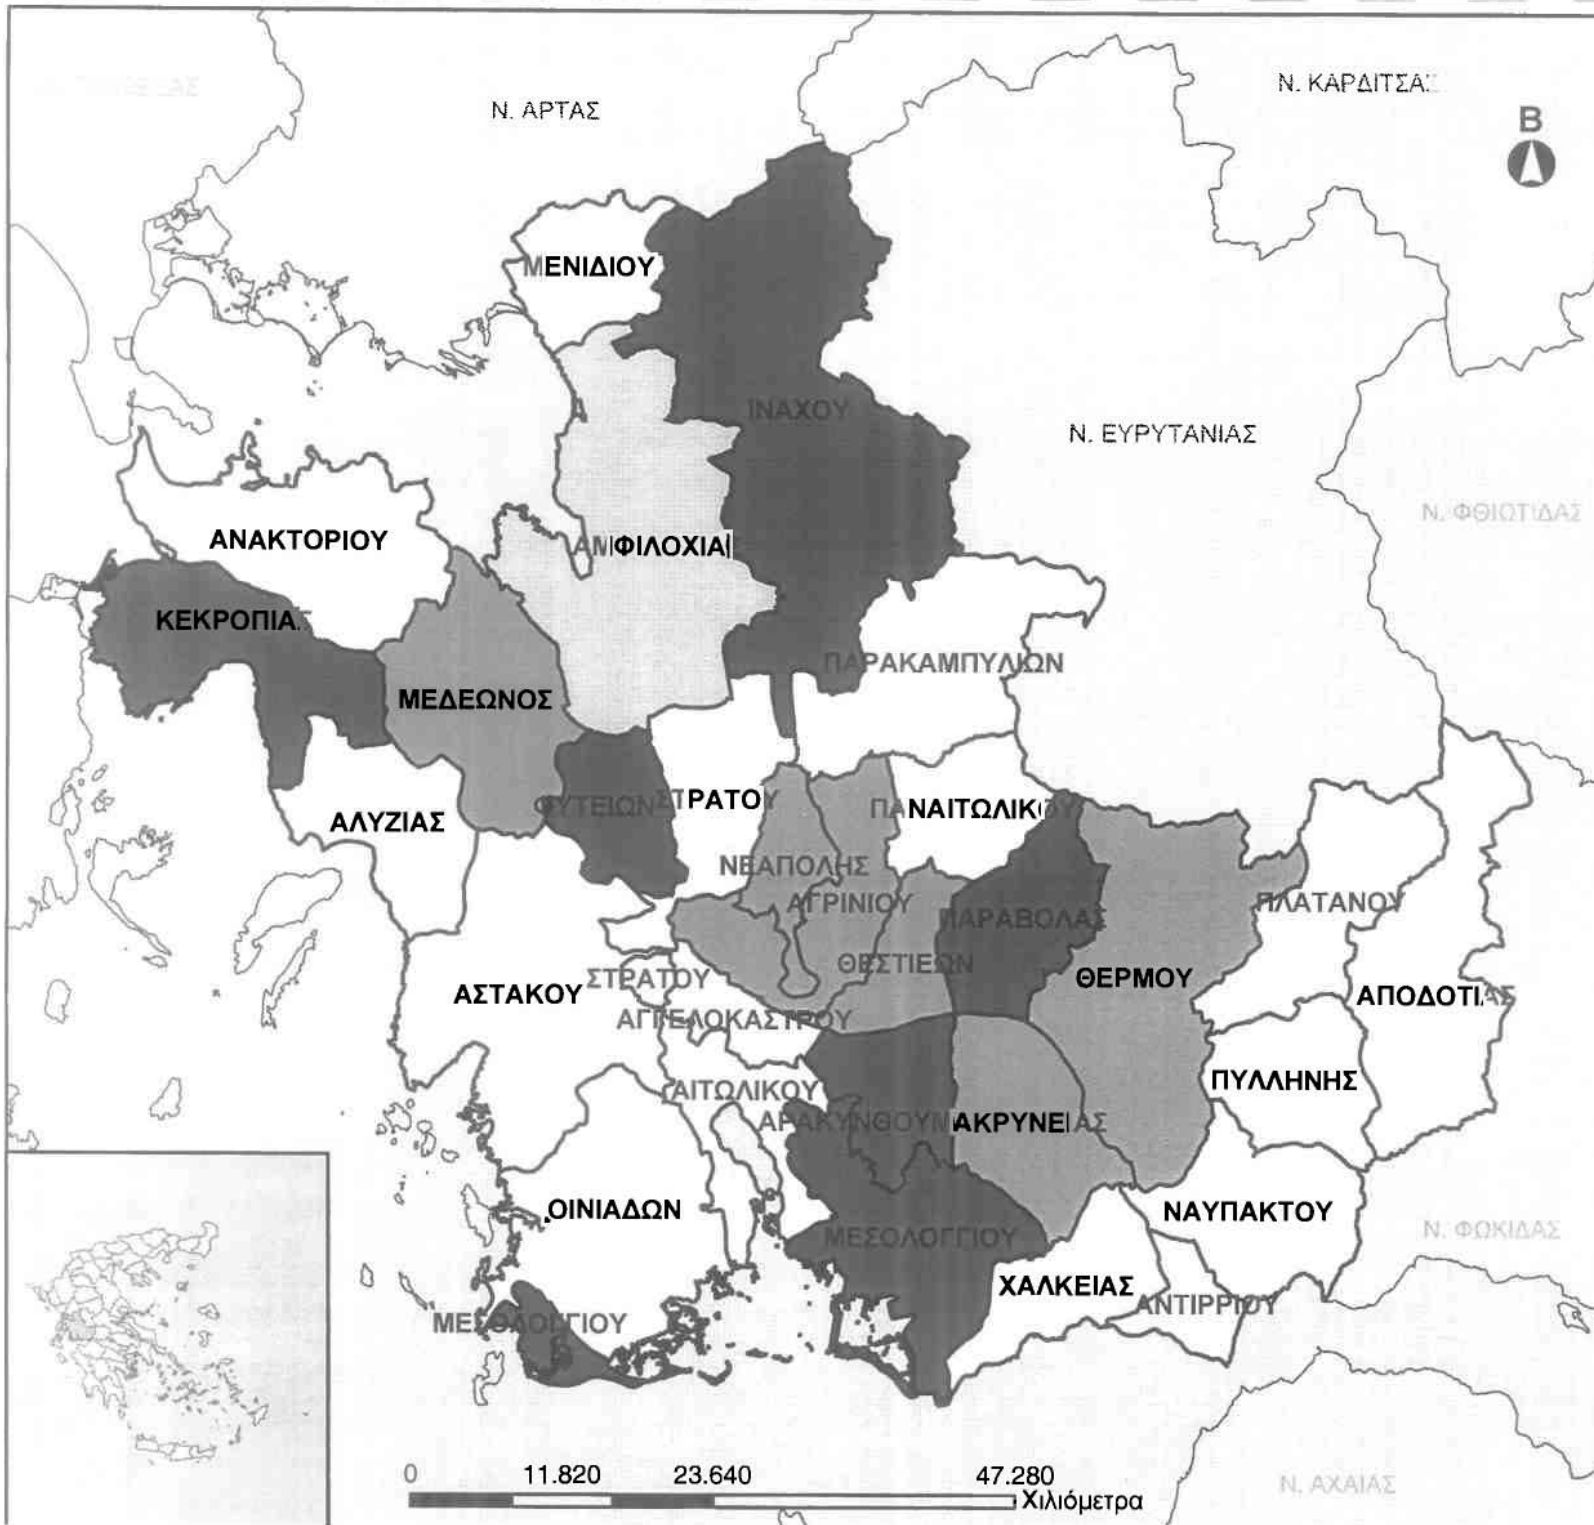 Ν. ΚΑΡΔΙΤΣΑΣ
Ν. ΑΡΤΑΣ
Β
ΜΕΝΙΔΙΟΥ
ΙΝΑΧΟΥ
Ν. ΕΥΡΥΤΑΝΙΑΣ
Ν. ΦΘΙΩΤΙΔΑΣ
ΑΝΑΚΤΟΡΙΟΥ
ΑΜΦΙΛΟΧΙΑΣ
ΚΕΚΡΟΠΙΑΣ
ΠΑΡΑΚΑΜΠΥΛΙΩΝ
ΜΕΔΕΩΝΟΣ
ΦΥΤΕΙΩΝ
ΣΤΡΑΤΟΥ
ΠΑΝΑΙΤΩΛΙΚΟΥ
ΑΛΥΖΙΑΣ
ΝΕΑΠΟΛΗΣ
ΑΓΡΙΝΙΟΥ
ΠΑΡΑΒΟΛΑΣ
ΠΛΑΤΑΝΟΥ
ΘΕΣΤΙΕΩΝ
ΣΤΡΑΤΟΥ
ΘΕΡΜΟΥ
ΑΣΤΑΚΟΥ
ΑΠΟΔΟΤΙΑΣ
ΑΓΓΕΛΟΚΑΣΤΡΟΥ
ΠΥΛΛΗΝΗΣ
ΑΙΤΩΛΙΚΟΥ
ΑΡΑΚΥΝΘΟΥ
ΜΑΚΡΥΝΕΙΑΣ
ΟΙΝΙΑΔΩΝ
ΝΑΥΠΑΚΤΟΥ
ΜΕΣΟΛΟΓΓΙΟΥ
Ν. ΦΩΚΙΔΑΣ
ΧΑΛΚΕΙΑΣ
ΑΝΤΙΡΡΙΟΥ
ΜΕΣΟΛΟΓΓΙΟΥ
0 11.820 23.640 47.280
Χιλιόμετρα
Ν. ΑΧΑΙΑΣ